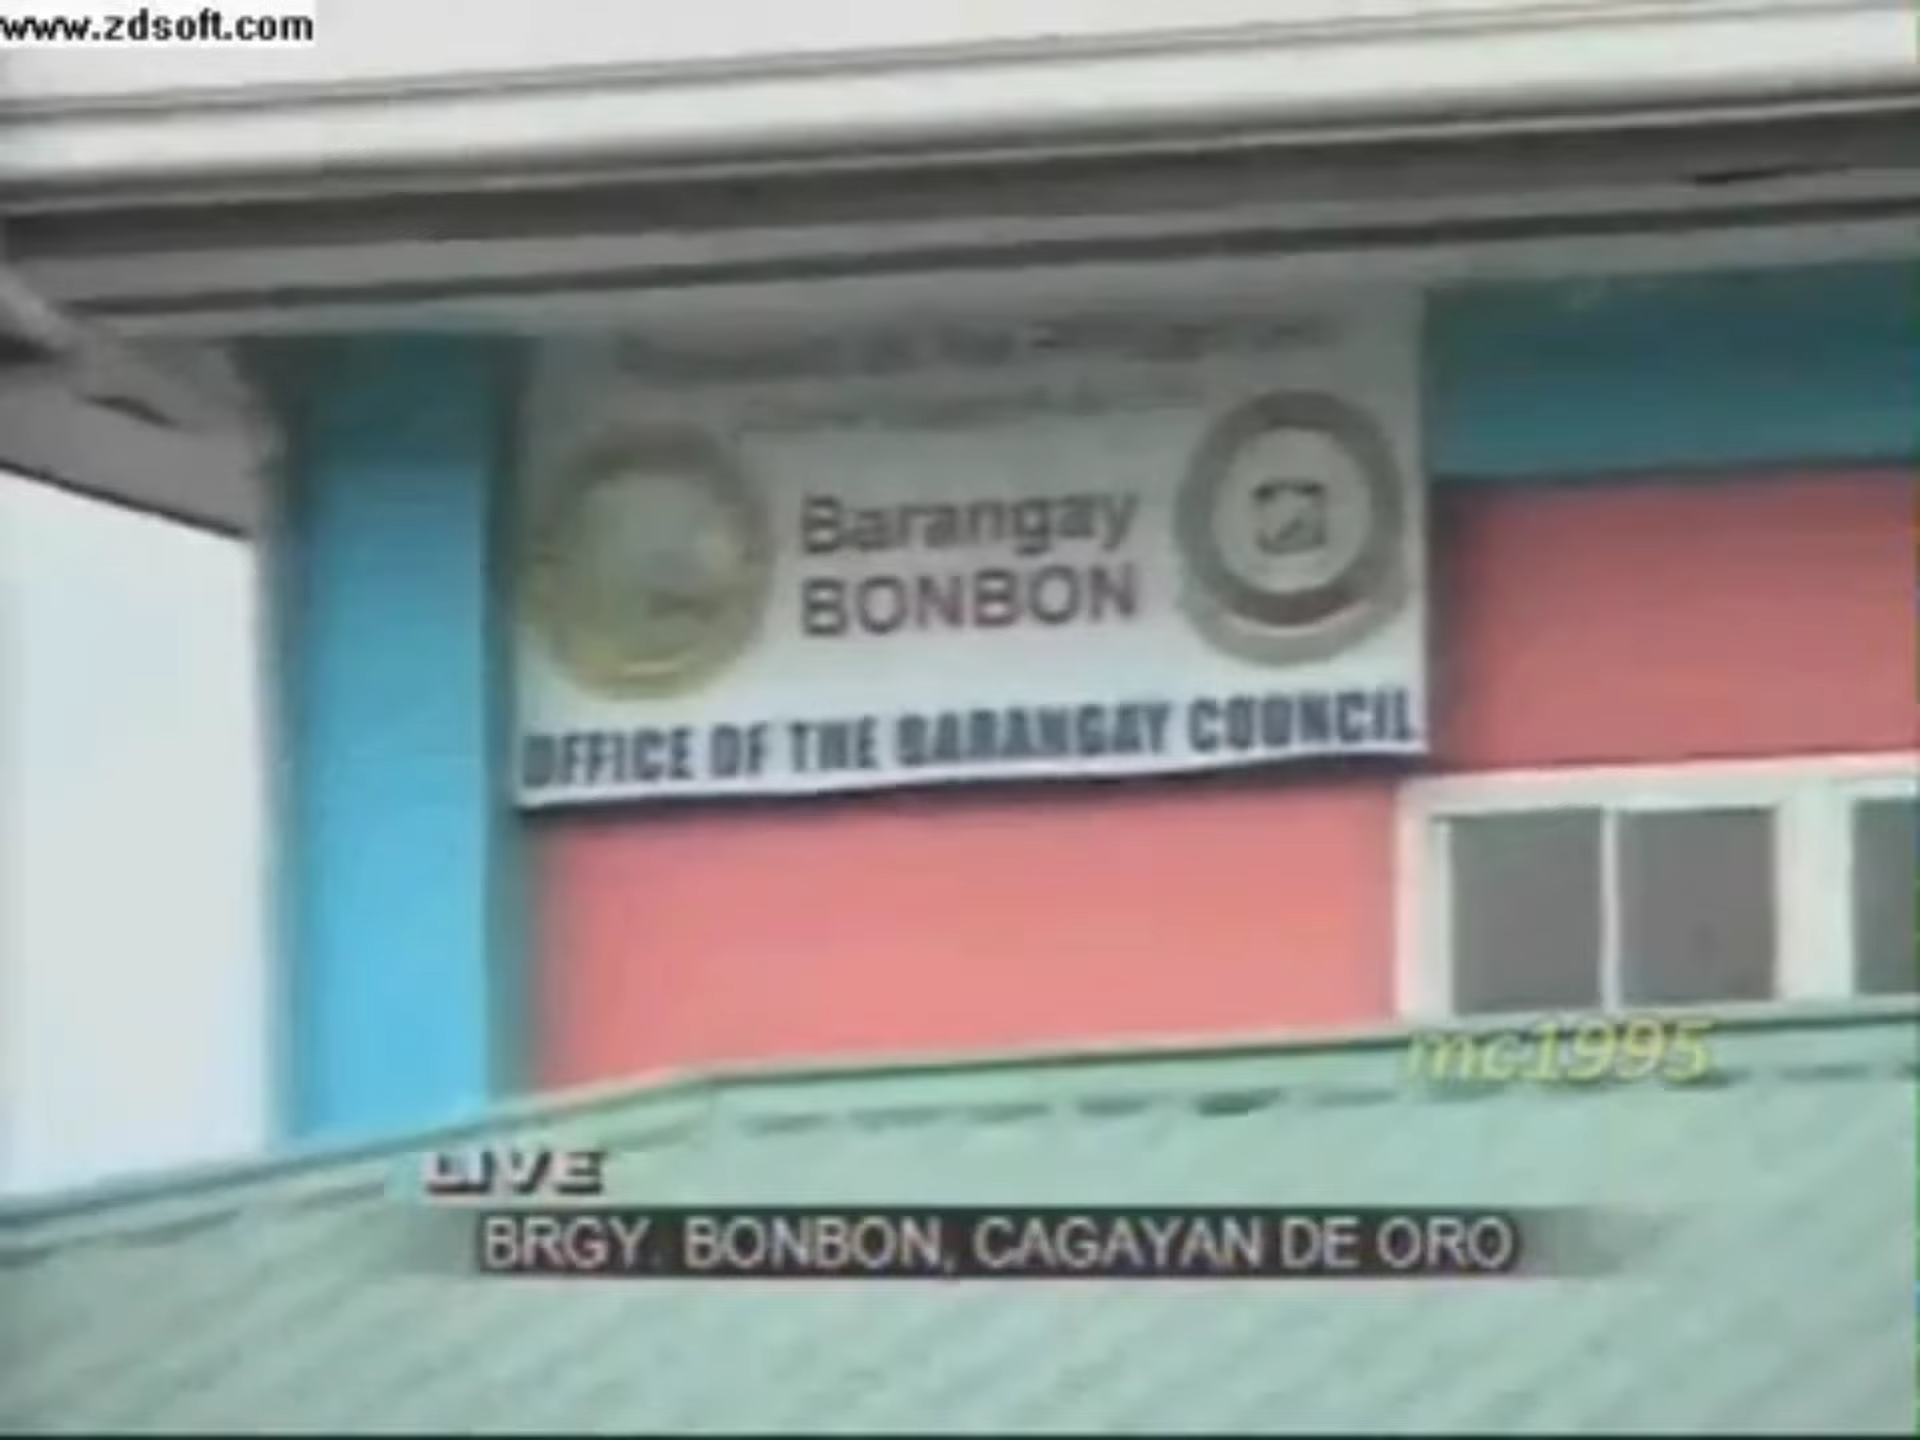 www.zdsoft.com
Barangay
BONBON
OFFICE OF THE BARANGAY COUNCIL
mc1995
LIVE
BRGY. BONBON, CAGAYAN DE ORO